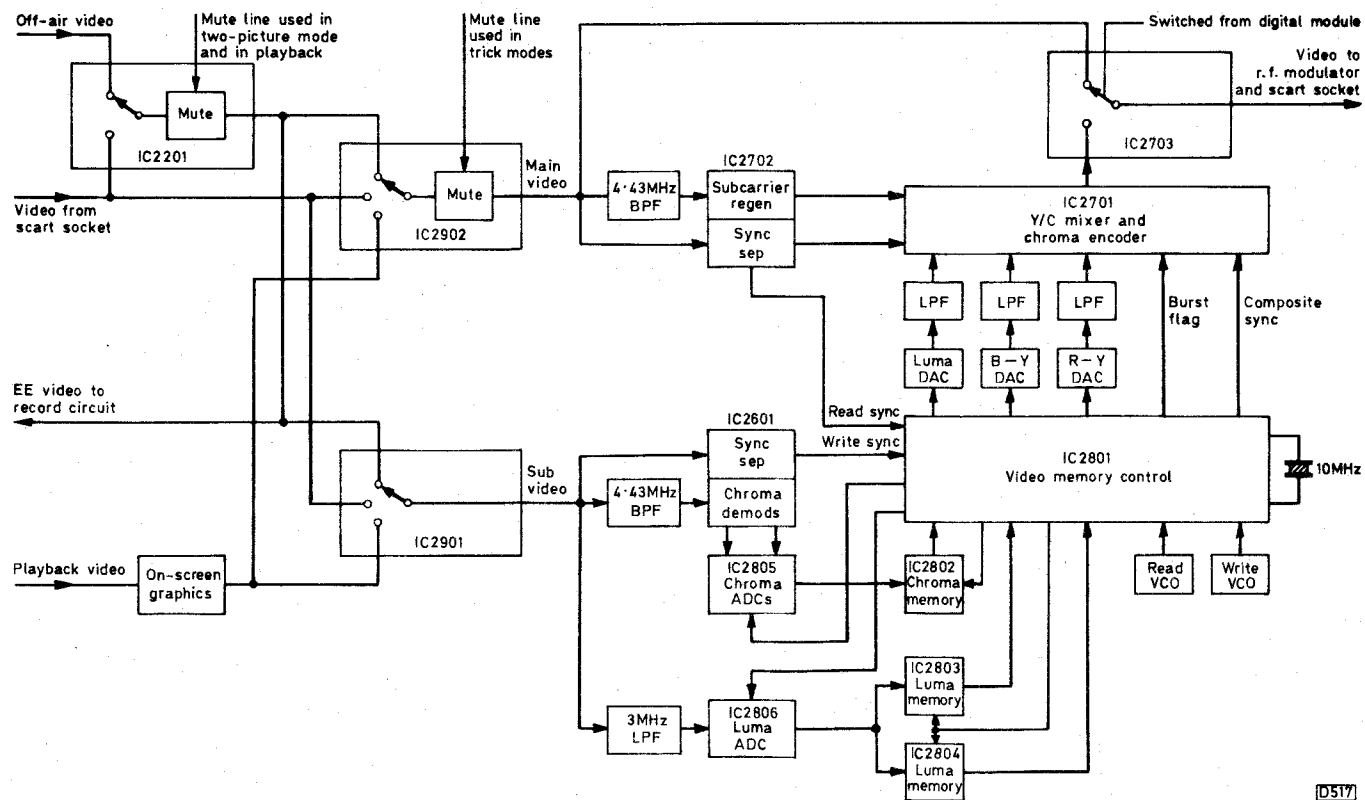 Off-air video
Mute line used in
two-picture mode
and in playback
Mute line
used in
trick modes
Switched from digital module
Video to
r.f. modulator
and scart socket
Mute
IC2201
IC2703
Video from
scart socket
Mute
IC2902
Main
video
4·43MHz
BPF
IC2702
Subcarrier
regen
Sync
sep
IC2701
Y/C mixer and
chroma encoder
LPF
LPF
LPF
Burst
flag
Composite
sync
Luma
DAC
B–Y
DAC
R–Y
DAC
EE video to
record circuit
Read sync
Write sync
IC2601
Sync
sep
Chroma
demods
IC2801
Video memory control
10MHz
Sub
video
4·43MHz
BPF
IC2901
Playback video
On-screen
graphics
IC2805
Chroma
ADCs
IC2802
Chroma
memory
Read
VCO
Write
VCO
IC2803
Luma
memory
3MHz
LPF
IC2806
Luma
ADC
IC2804
Luma
memory
D517